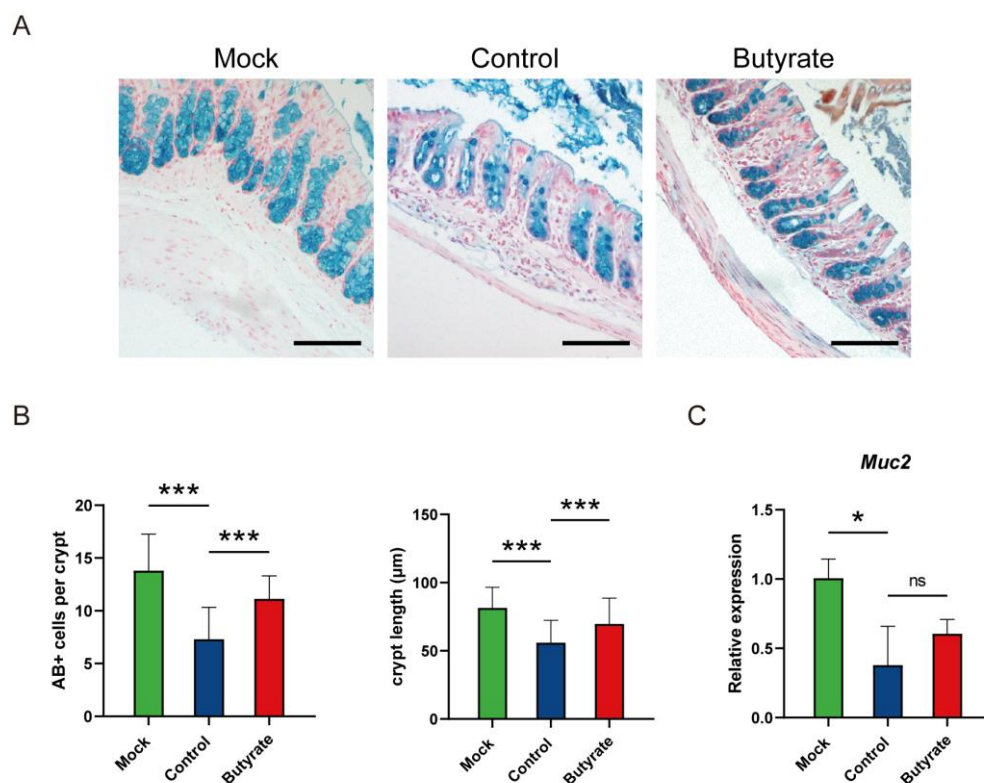 A
Mock Control Butyrate
B
AB+ cells per crypt
20
15
10
5
0
***
***
Mock Control Butyrate
crypt length (µm)
150
100
50
0
***
***
Mock Control Butyrate
C
Muc2
Relative expression
1.5
1.0
0.5
0.0
*
ns
Mock Control Butyrate